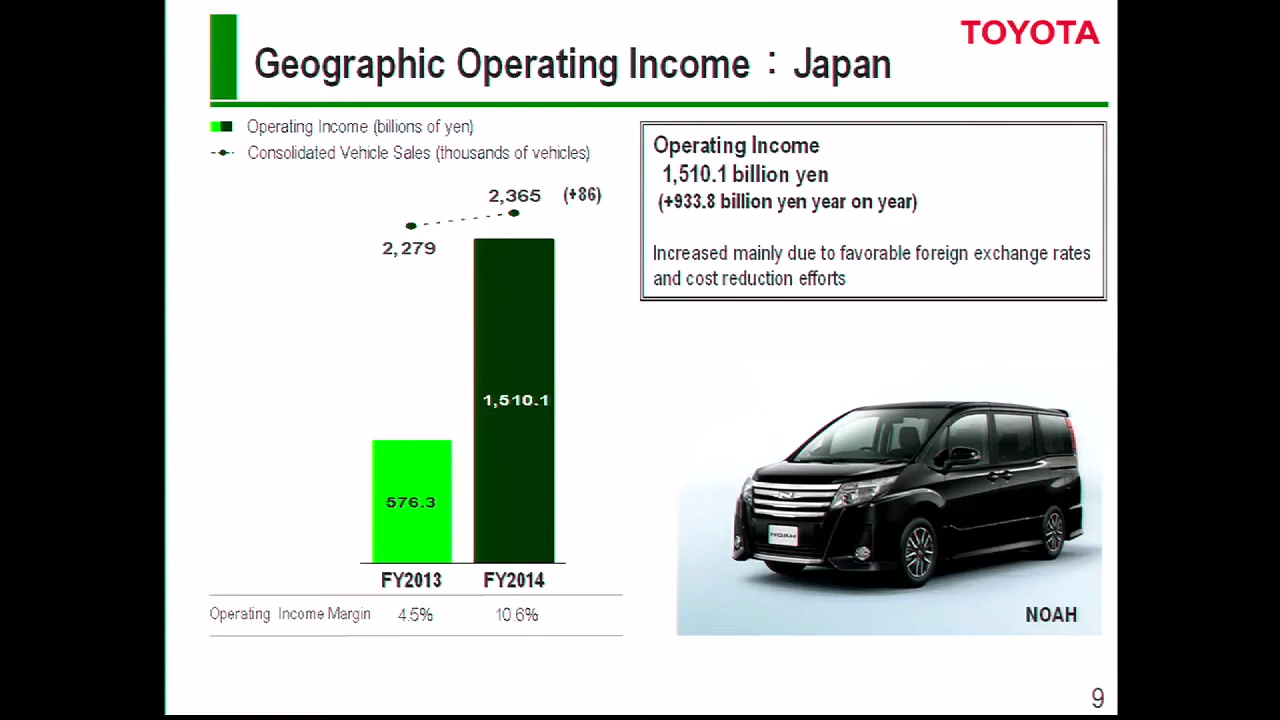 TOYOTA
Geographic Operating Income：Japan
Operating Income (billions of yen)
Consolidated Vehicle Sales (thousands of vehicles)
2,365 (+86)
2,279
1,510.1
576.3
FY2013 FY2014
Operating Income Margin 4.5% 10.6%
Operating Income
1,510.1 billion yen
(+933.8 billion yen year on year)
Increased mainly due to favorable foreign exchange rates
and cost reduction efforts
NOAH
NOAH
9